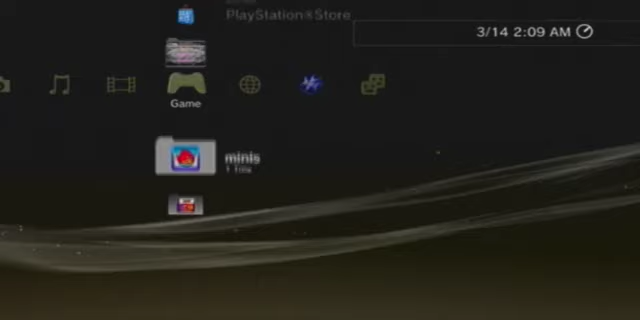 PlayStation®Store
3/14 2:09 AM
Game
minis
1 Title